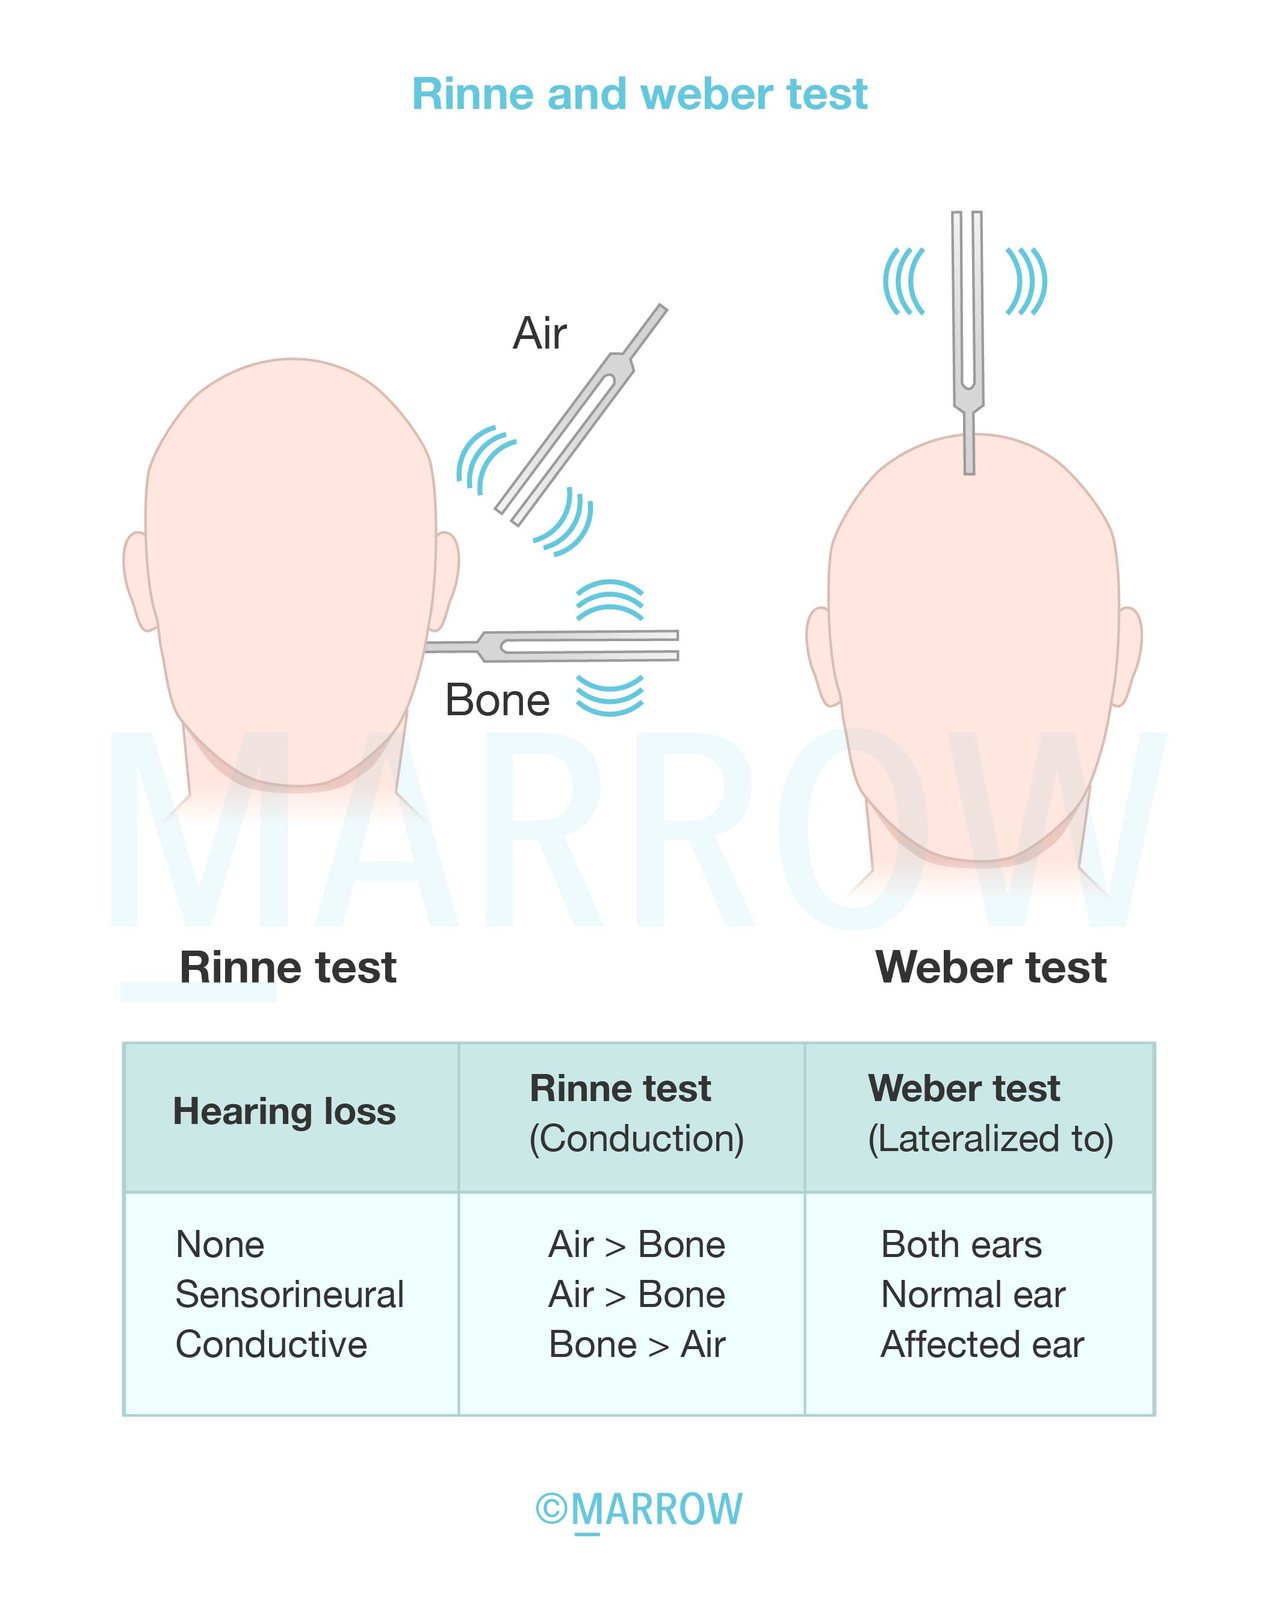 Rinne and weber test
Air
Bone
MARROW
Rinne test
Weber test
Hearing loss
Rinne test
(Conduction)
Weber test
(Lateralized to)
None
Air > Bone
Both ears
Sensorineural
Air > Bone
Normal ear
Conductive
Bone > Air
Affected ear
©MARROW